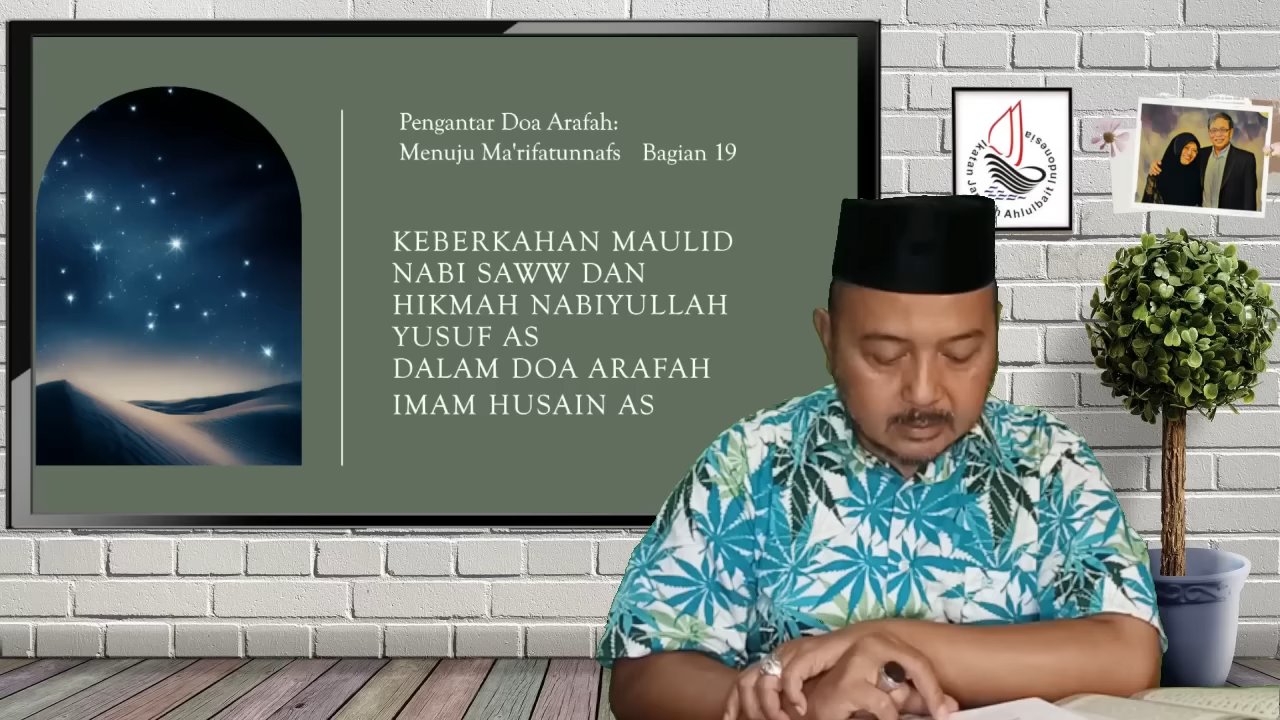 Pengantar Doa Arafah:
Menuju Ma'rifatunnafs Bagian 19
KEBERKAHAN MAULID
NABI SAWW DAN
HIKMAH NABIYULLAH
YUSUF AS
DALAM DOA ARAFAH
IMAM HUSAIN AS
Ikatan Ahlulbait Indonesia